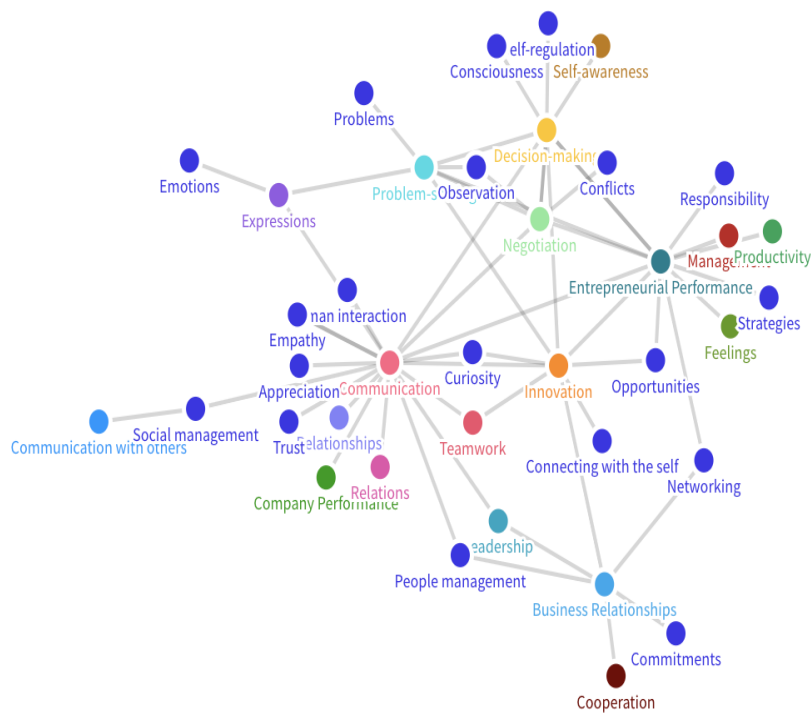 elf-regulation
Consciousness
Self-awareness
Problems
Decision-making
Emotions
Problem-s
Observation
Conflicts
Responsibility
Expressions
Negotiation
Management
Productivity
Entrepreneurial Performance
nan interaction
Strategies
Empathy
Feelings
Curiosity
Appreciation
Communication
Innovation
Opportunities
Social management
Trust
Relationships
Communication with others
Teamwork
Connecting with the self
Networking
Relations
Company Performance
eadership
People management
Business Relationships
Commitments
Cooperation